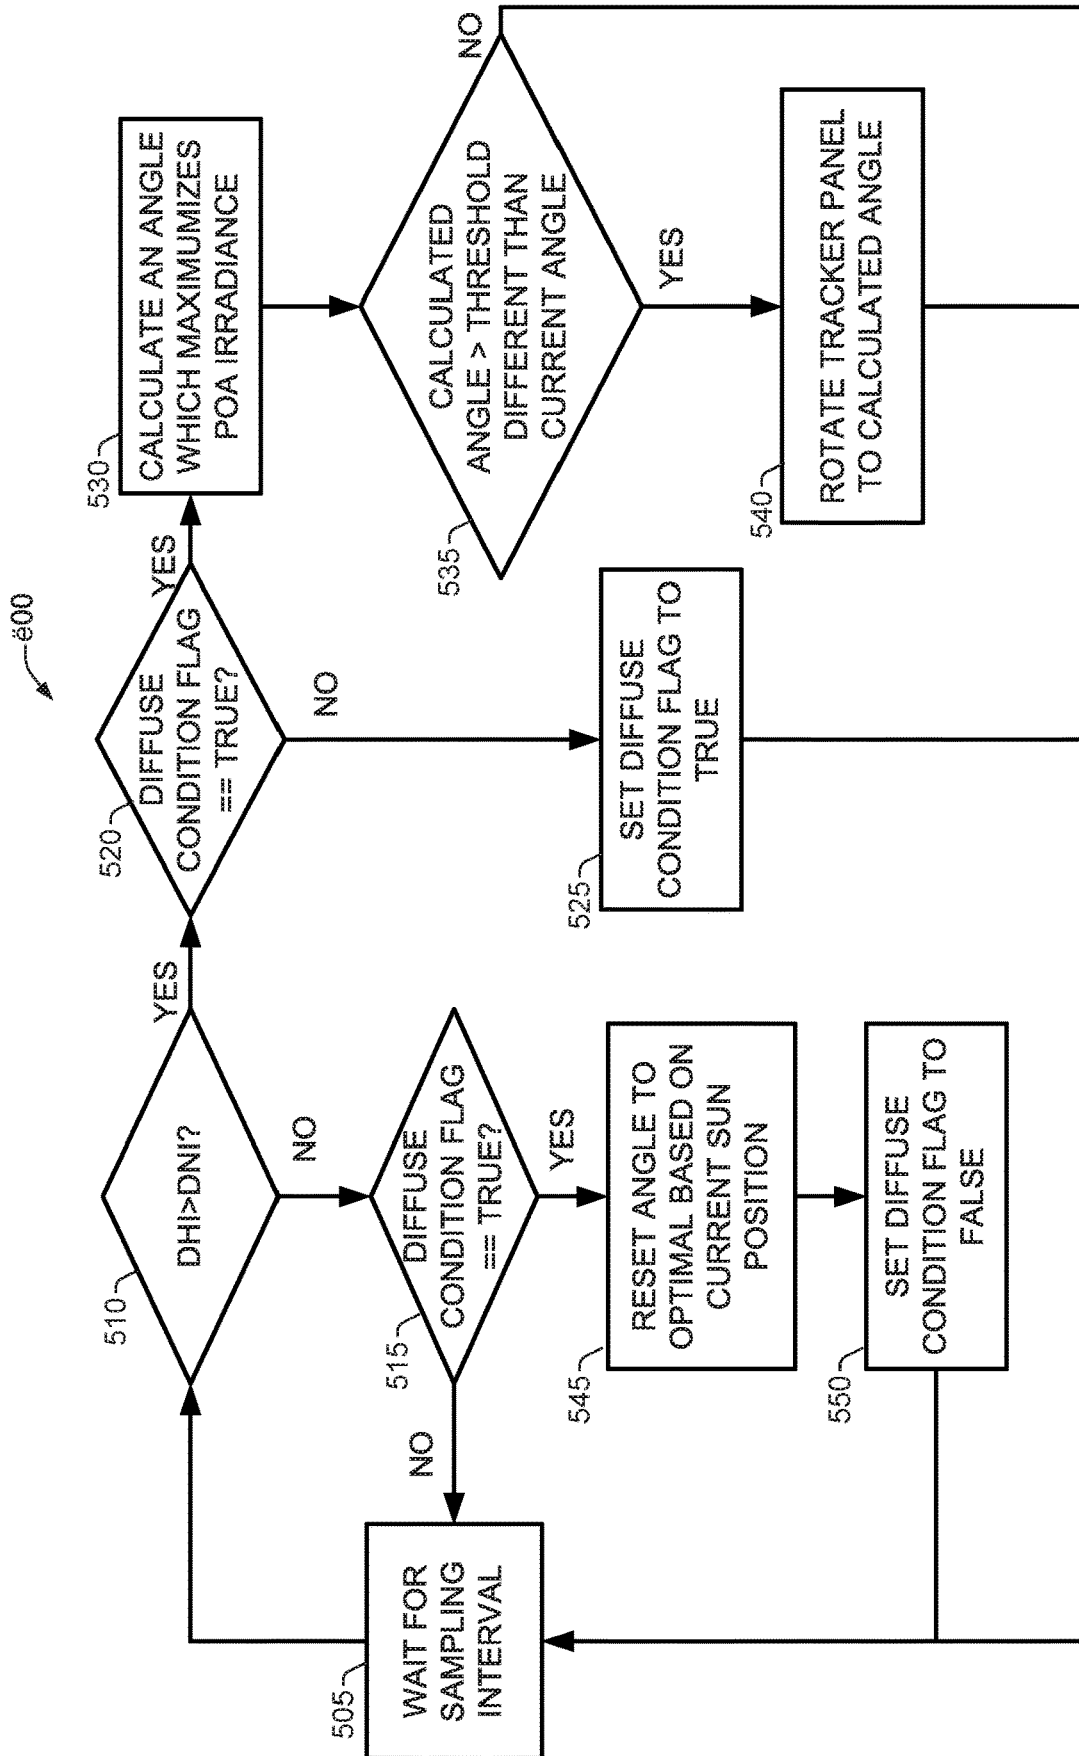 ë00
505
WAIT FOR
SAMPLING
INTERVAL
510
DHI>DNI?
YES
NO
515
DIFFUSE
CONDITION FLAG
== TRUE?
NO
YES
545
RESET ANGLE TO
OPTIMAL BASED ON
CURRENT SUN
POSITION
550
SET DIFFUSE
CONDITION FLAG TO
FALSE
520
DIFFUSE
CONDITION FLAG
== TRUE?
YES
NO
525
SET DIFFUSE
CONDITION FLAG TO
TRUE
530
CALCULATE AN ANGLE
WHICH MAXIMUMIZES
POA IRRADIANCE
535
CALCULATED
ANGLE > THRESHOLD
DIFFERENT THAN
CURRENT ANGLE
NO
YES
540
ROTATE TRACKER PANEL
TO CALCULATED ANGLE